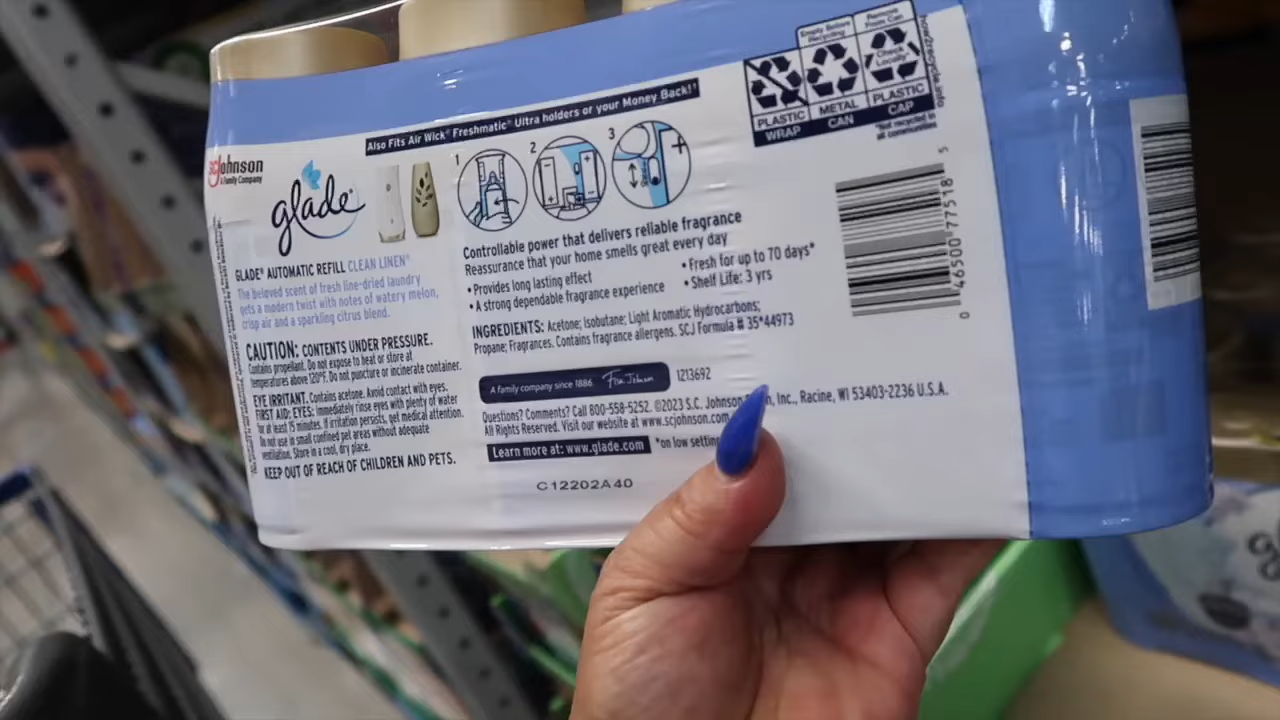 Also Fits Air Wick® Freshmatic® Ultra holders or your Money Back!†
SCJohnson
A Family Company
glade®
1
2
3
GLADE® AUTOMATIC REFILL CLEAN LINEN®
The beloved scent of fresh line-dried laundry
gets a modern twist with notes of watery melon,
crisp air and a sparkling citrus blend.
CAUTION: CONTENTS UNDER PRESSURE.
Contains propellant. Do not expose to heat or store at
temperatures above 120°F. Do not puncture or incinerate container.
EYE IRRITANT. Contains acetone. Avoid contact with eyes.
FIRST AID: EYES: Immediately rinse eyes with plenty of water
for at least 15 minutes. If irritation persists, get medical attention.
Do not use in small confined pet areas without adequate
ventilation. Store in a cool, dry place.
KEEP OUT OF REACH OF CHILDREN AND PETS.
Controllable power that delivers reliable fragrance
Reassurance that your home smells great every day
• Provides long lasting effect
• A strong dependable fragrance experience
• Fresh for up to 70 days*
• Shelf Life: 3 yrs
INGREDIENTS: Acetone; Isobutane; Light Aromatic Hydrocarbons;
Propane; Fragrances. Contains fragrance allergens. SCJ Formula # 35*44973
A family company since 1886 Fisk Johnson 1213692
Questions? Comments? Call 800-558-5252. ©2023 S.C. Johnson n, Inc., Racine, WI 53403-2236 U.S.A.
All Rights Reserved. Visit our website at www.scjohnson.com
Learn more at: www.glade.com *on low setting
C12202A40
Empty Before
Recycling
Remove
From Can
Check
Locally*
PLASTIC
WRAP
METAL
CAN
PLASTIC
CAP
*Not recycled in
all communities
how2recycle.info
0 46500 77518 5